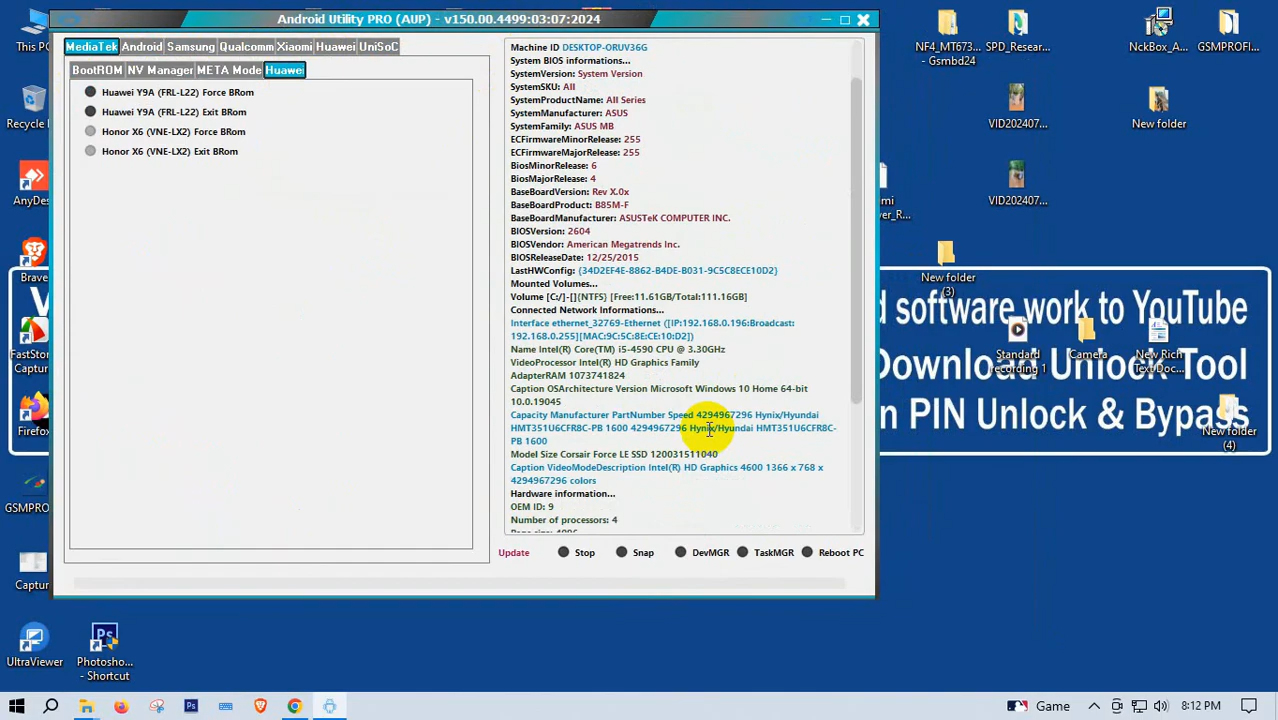 Android Utility PRO (AUP) - v150.00.4499:03:07:2024
This PC
Recycle
AnyDes
Brave
FastStor
Captur
Firefox
GSMPRO
Captur
UltraViewer
Photosho...
- Shortcut
MediaTek Android Samsung Qualcomm Xiaomi Huawei UniSoC
BootROM NV Manager META Mode Huawei
Huawei Y9A (FRL-L22) Force BRom
Huawei Y9A (FRL-L22) Exit BRom
Honor X6 (VNE-LX2) Force BRom
Honor X6 (VNE-LX2) Exit BRom
Machine ID DESKTOP-ORUV36G
System BIOS informations...
SystemVersion: System Version
SystemSKU: All
SystemProductName: All Series
SystemManufacturer: ASUS
SystemFamily: ASUS MB
ECFirmwareMinorRelease: 255
ECFirmwareMajorRelease: 255
BiosMinorRelease: 6
BiosMajorRelease: 4
BaseBoardVersion: Rev X.0x
BaseBoardProduct: B85M-F
BaseBoardManufacturer: ASUSTeK COMPUTER INC.
BIOSVersion: 2604
BIOSVendor: American Megatrends Inc.
BIOSReleaseDate: 12/25/2015
LastHWConfig: {34D2EF4E-8862-B4DE-B031-9C5C8ECE10D2}
Mounted Volumes...
Volume [C:/]-[](NTFS) [Free:11.61GB/Total:111.16GB]
Connected Network Informations...
Interface ethernet_32769-Ethernet ([IP:192.168.0.196:Broadcast:
192.168.0.255][MAC:9C:5C:8E:CE:10:D2])
Name Intel(R) Core(TM) i5-4590 CPU @ 3.30GHz
VideoProcessor Intel(R) HD Graphics Family
AdapterRAM 1073741824
Caption OSArchitecture Version Microsoft Windows 10 Home 64-bit
10.0.19045
Capacity Manufacturer PartNumber Speed 4294967296 Hynix/Hyundai
HMT351U6CFR8C-PB 1600 4294967296 Hynix/Hyundai HMT351U6CFR8C-
PB 1600
Model Size Corsair Force LE SSD 120031511040
Caption VideoModeDescription Intel(R) HD Graphics 4600 1366 x 768 x
4294967296 colors
Hardware information...
OEM ID: 9
Number of processors: 4
Page size: 4096
Update Stop Snap DevMGR TaskMGR Reboot PC
NF4_MT673...
- Gsmbd24
SPD_Resear...
NckBox_A...
GSMPROFI...
VID202407...
New folder
VID202407...
New folder
(3)
software work to YouTube
ownload Unlock Tool
n PIN Unlock & Bypass
Standard
recording 1
Camera
New Rich
Text Doc...
New folder
(4)
Game
8:12 PM